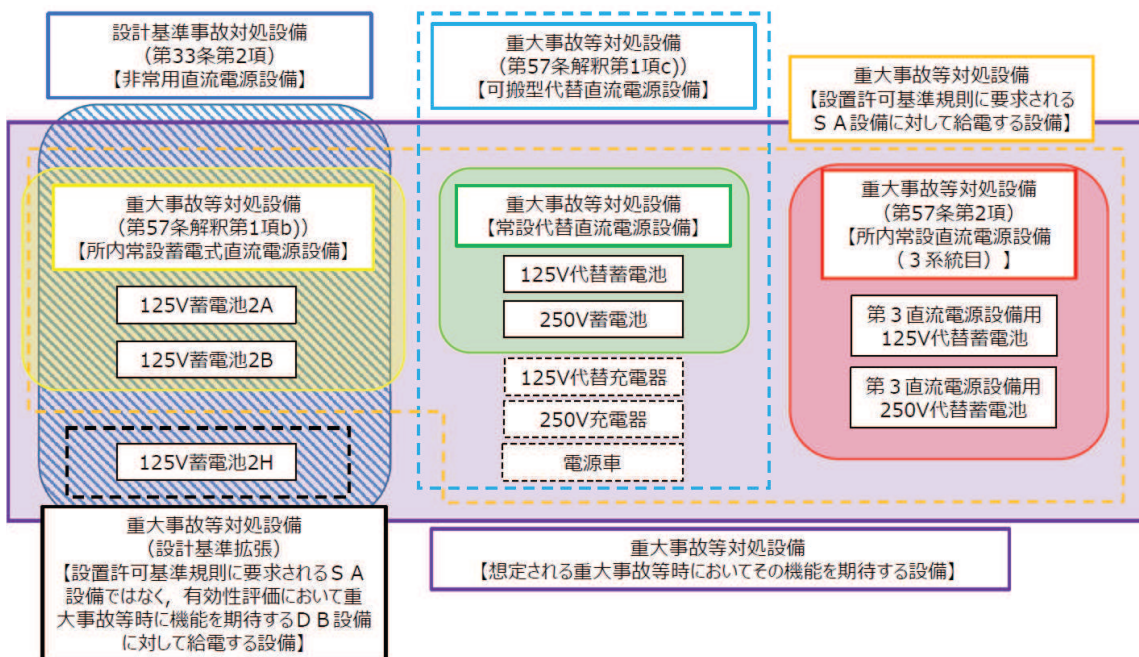 設計基準事故対処設備
(第33条第2項)
【非常用直流電源設備】
重大事故等対処設備
(第57条解釈第1項c))
【可搬型代替直流電源設備】
重大事故等対処設備
【設置許可基準規則に要求される
ＳＡ設備に対して給電する設備】
重大事故等対処設備
(第57条解釈第1項b))
【所内常設蓄電式直流電源設備】
125V蓄電池2A
125V蓄電池2B
125V蓄電池2H
重大事故等対処設備
【常設代替直流電源設備】
125V代替蓄電池
250V蓄電池
125V代替充電器
250V充電器
電源車
重大事故等対処設備
(第57条第2項)
【所内常設直流電源設備
（３系統目）】
第３直流電源設備用
125V代替蓄電池
第３直流電源設備用
250V代替蓄電池
重大事故等対処設備
(設計基準拡張)
【設置許可基準規則に要求されるＳＡ
設備ではなく，有効性評価において重
大事故等時に機能を期待するＤＢ設備
に対して給電する設備】
重大事故等対処設備
【想定される重大事故等時においてその機能を期待する設備】